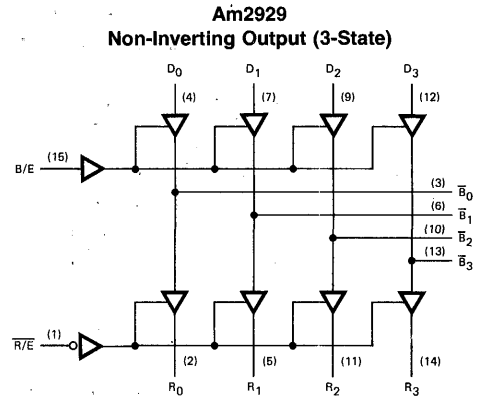 Am2929
Non-Inverting Output (3-State)
D0 D1 D2 D3
(4) (7) (9) (12)
B/E (15)
(3) B̅0
(6) B̅1
(10) B̅2
(13) B̅3
R̅/̅E̅ (1)
(2) (5) (11) (14)
R0 R1 R2 R3